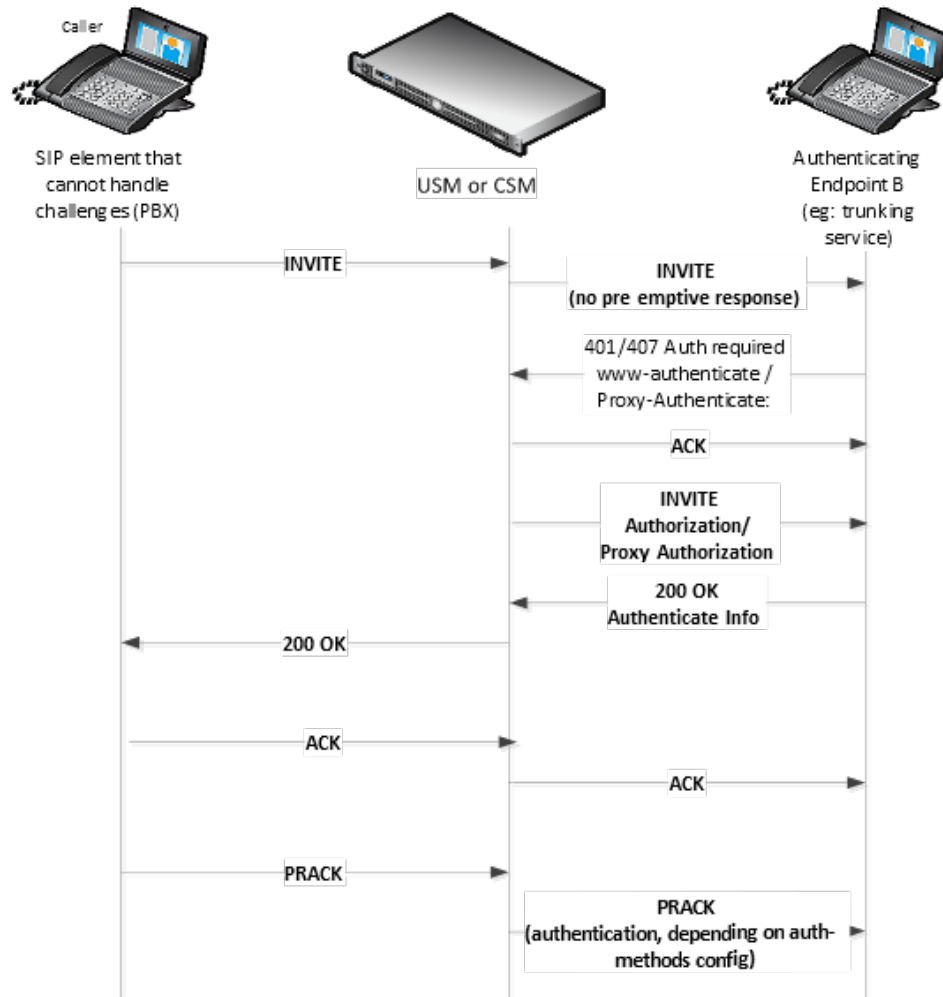 Caller
SIP element that
cannot handle
challenges (PBX)
USM or CSM
Authenticating
Endpoint B
(eg: trunking
service)
INVITE
INVITE
(no pre emptive response)
401/407 Auth required
www-authenticate /
Proxy-Authenticate:
ACK
INVITE
Authorization/
Proxy Authorization
200 OK
Authenticate Info
200 OK
ACK
ACK
PRACK
PRACK
(authentication, depending on auth-
methods config)